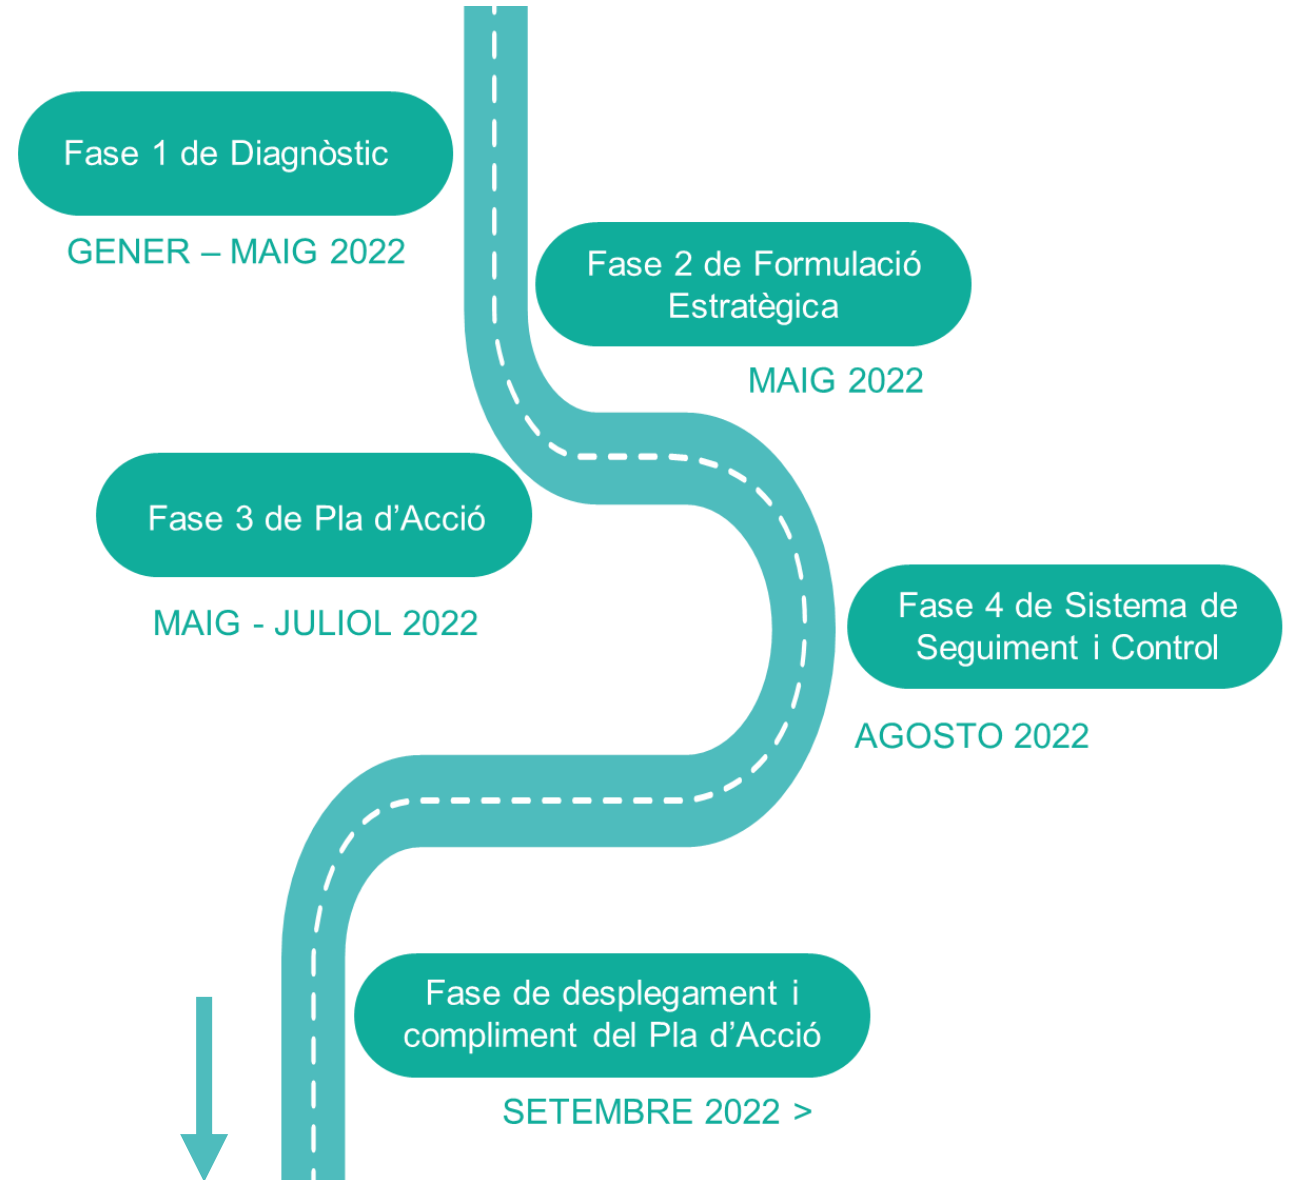 Fase 1 de Diagnòstic
GENER – MAIG 2022
Fase 2 de Formulació
Estratègica
MAIG 2022
Fase 3 de Pla d’Acció
MAIG - JULIOL 2022
Fase 4 de Sistema de
Seguiment i Control
AGOSTO 2022
Fase de desplegament i
compliment del Pla d’Acció
SETEMBRE 2022 >